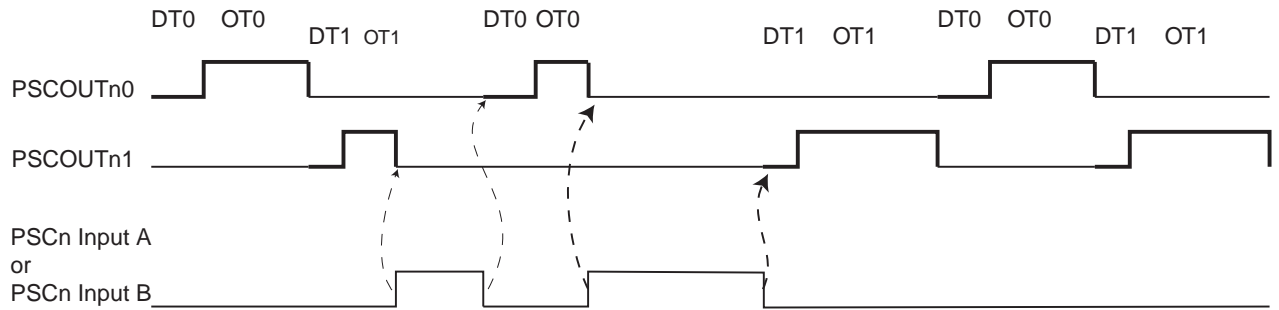 DT0 OT0 DT0 OT0 DT0 OT0
DT1 OT1 DT1 OT1 DT1 OT1
PSCOUTn0
PSCOUTn1
PSCn Input A
or
PSCn Input B